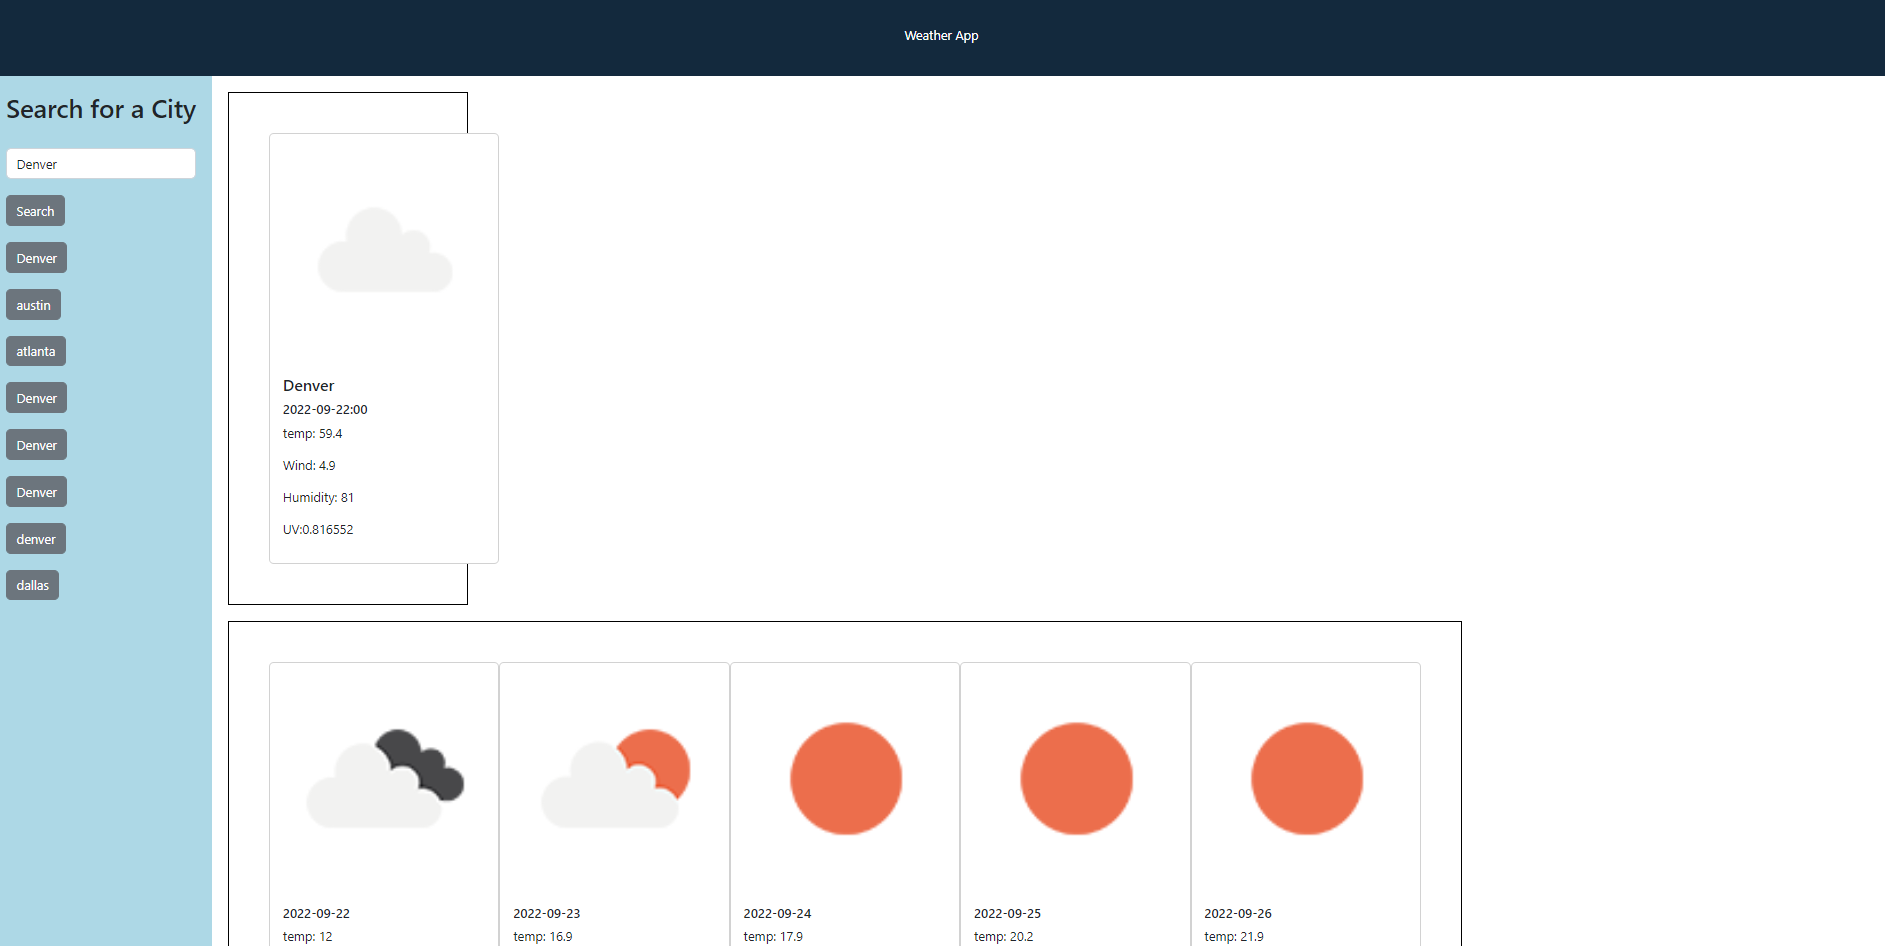 Weather App
Search for a City
Denver
Search
Denver
austin
atlanta
Denver
Denver
Denver
denver
dallas
Denver
2022-09-22:00
temp: 59.4
Wind: 4.9
Humidity: 81
UV:0.816552
2022-09-22
temp: 12
2022-09-23
temp: 16.9
2022-09-24
temp: 17.9
2022-09-25
temp: 20.2
2022-09-26
temp: 21.9